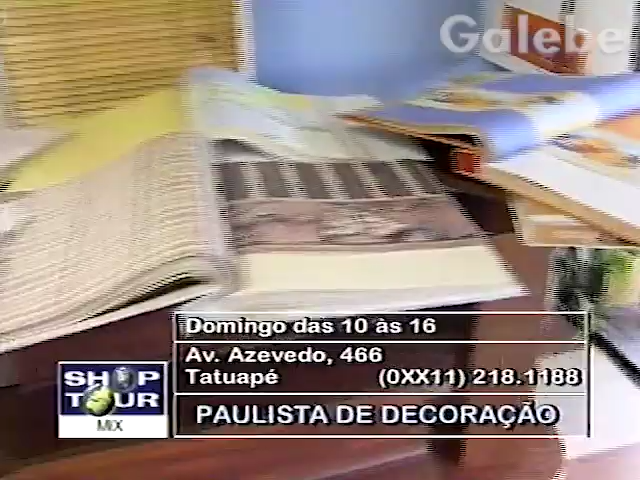 Galebe
Domingo das 10 às 16
Av. Azevedo, 466
Tatuapé (0XX11) 218.1188
SHOP
TOUR
MIX
PAULISTA DE DECORAÇÃO